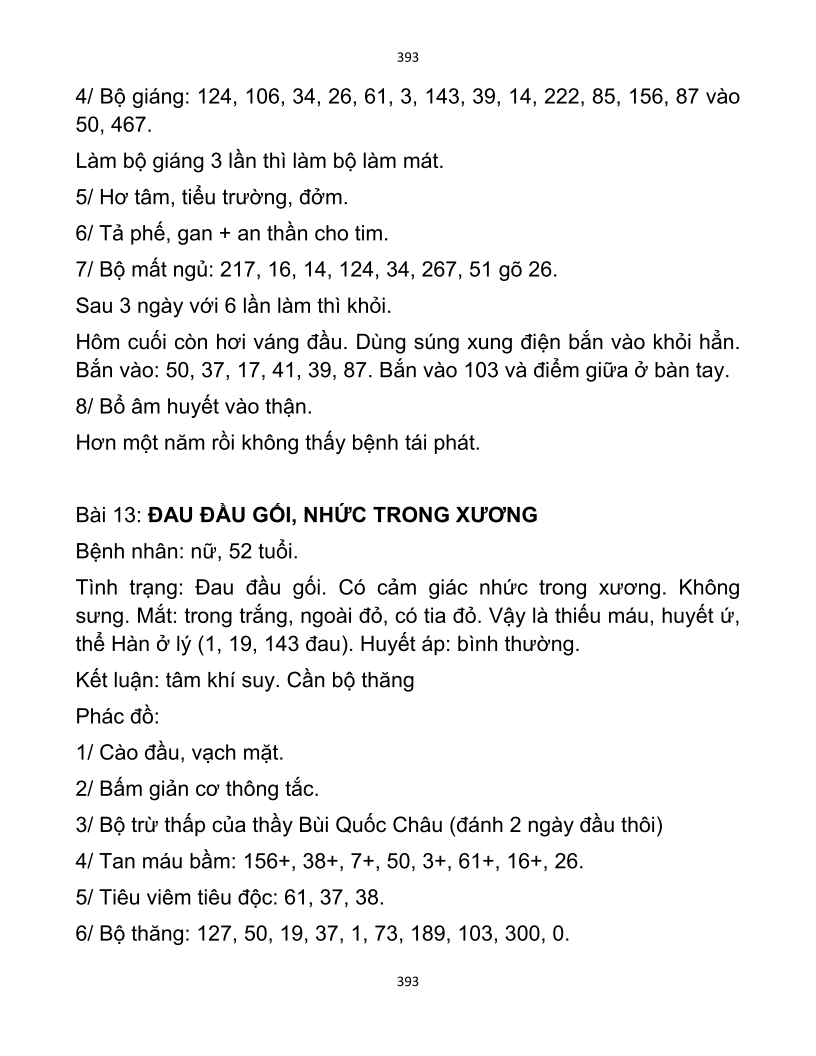 393
4/ Bộ giáng: 124, 106, 34, 26, 61, 3, 143, 39, 14, 222, 85, 156, 87 vào
50, 467.
Làm bộ giáng 3 lần thì làm bộ làm mát.
5/ Hơ tâm, tiểu trường, đởm.
6/ Tả phế, gan + an thần cho tim.
7/ Bộ mất ngủ: 217, 16, 14, 124, 34, 267, 51 gõ 26.
Sau 3 ngày với 6 lần làm thì khỏi.
Hôm cuối còn hơi váng đầu. Dùng súng xung điện bắn vào khỏi hẳn.
Bắn vào: 50, 37, 17, 41, 39, 87. Bắn vào 103 và điểm giữa ở bàn tay.
8/ Bổ âm huyết vào thận.
Hơn một năm rồi không thấy bệnh tái phát.
Bài 13: ĐAU ĐẦU GỐI, NHỨC TRONG XƯƠNG
Bệnh nhân: nữ, 52 tuổi.
Tình trạng: Đau đầu gối. Có cảm giác nhức trong xương. Không
sưng. Mắt: trong trắng, ngoài đỏ, có tia đỏ. Vậy là thiếu máu, huyết ứ,
thể Hàn ở lý (1, 19, 143 đau). Huyết áp: bình thường.
Kết luận: tâm khí suy. Cần bộ thăng
Phác đồ:
1/ Cào đầu, vạch mặt.
2/ Bấm giản cơ thông tắc.
3/ Bộ trừ thấp của thầy Bùi Quốc Châu (đánh 2 ngày đầu thôi)
4/ Tan máu bầm: 156+, 38+, 7+, 50, 3+, 61+, 16+, 26.
5/ Tiêu viêm tiêu độc: 61, 37, 38.
6/ Bộ thăng: 127, 50, 19, 37, 1, 73, 189, 103, 300, 0.
393